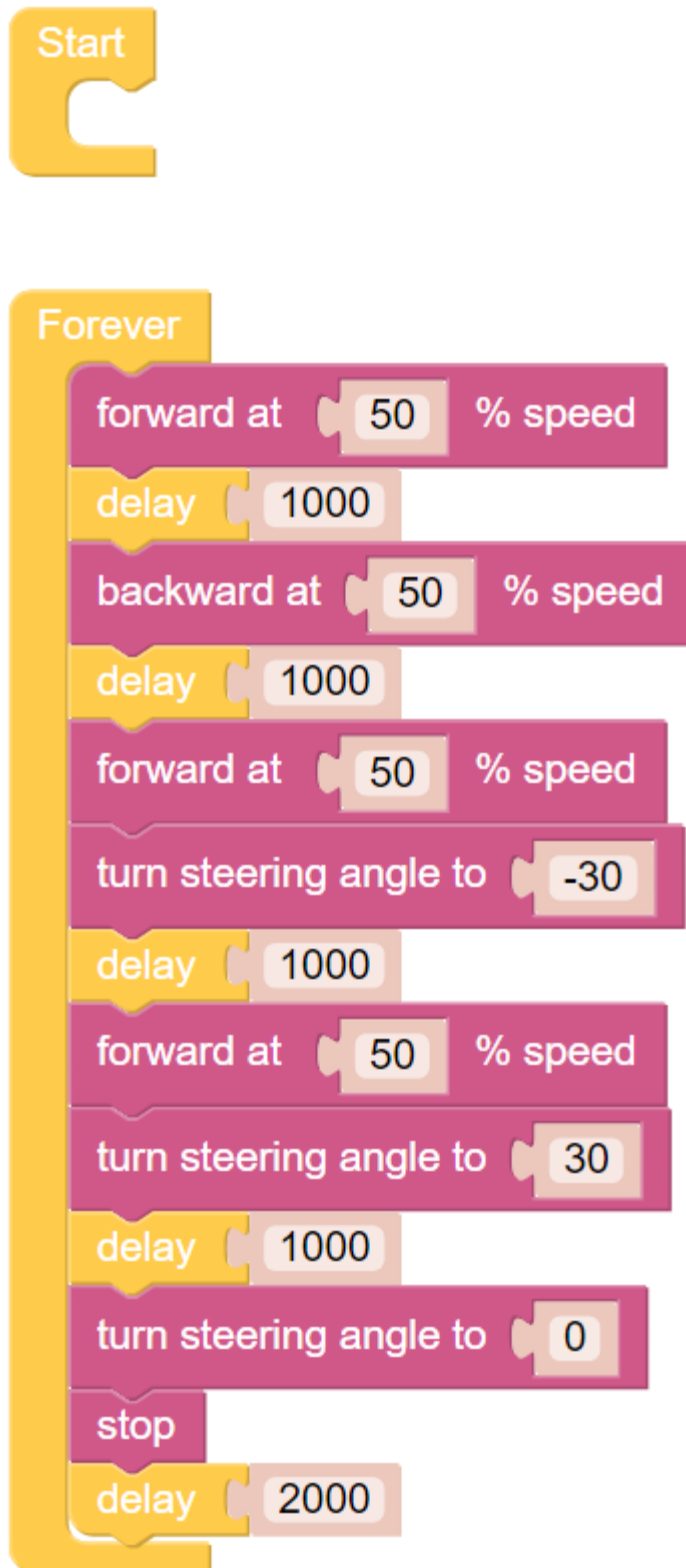 Start
Forever
forward at 50 % speed
delay 1000
backward at 50 % speed
delay 1000
forward at 50 % speed
turn steering angle to -30
delay 1000
forward at 50 % speed
turn steering angle to 30
delay 1000
turn steering angle to 0
stop
delay 2000